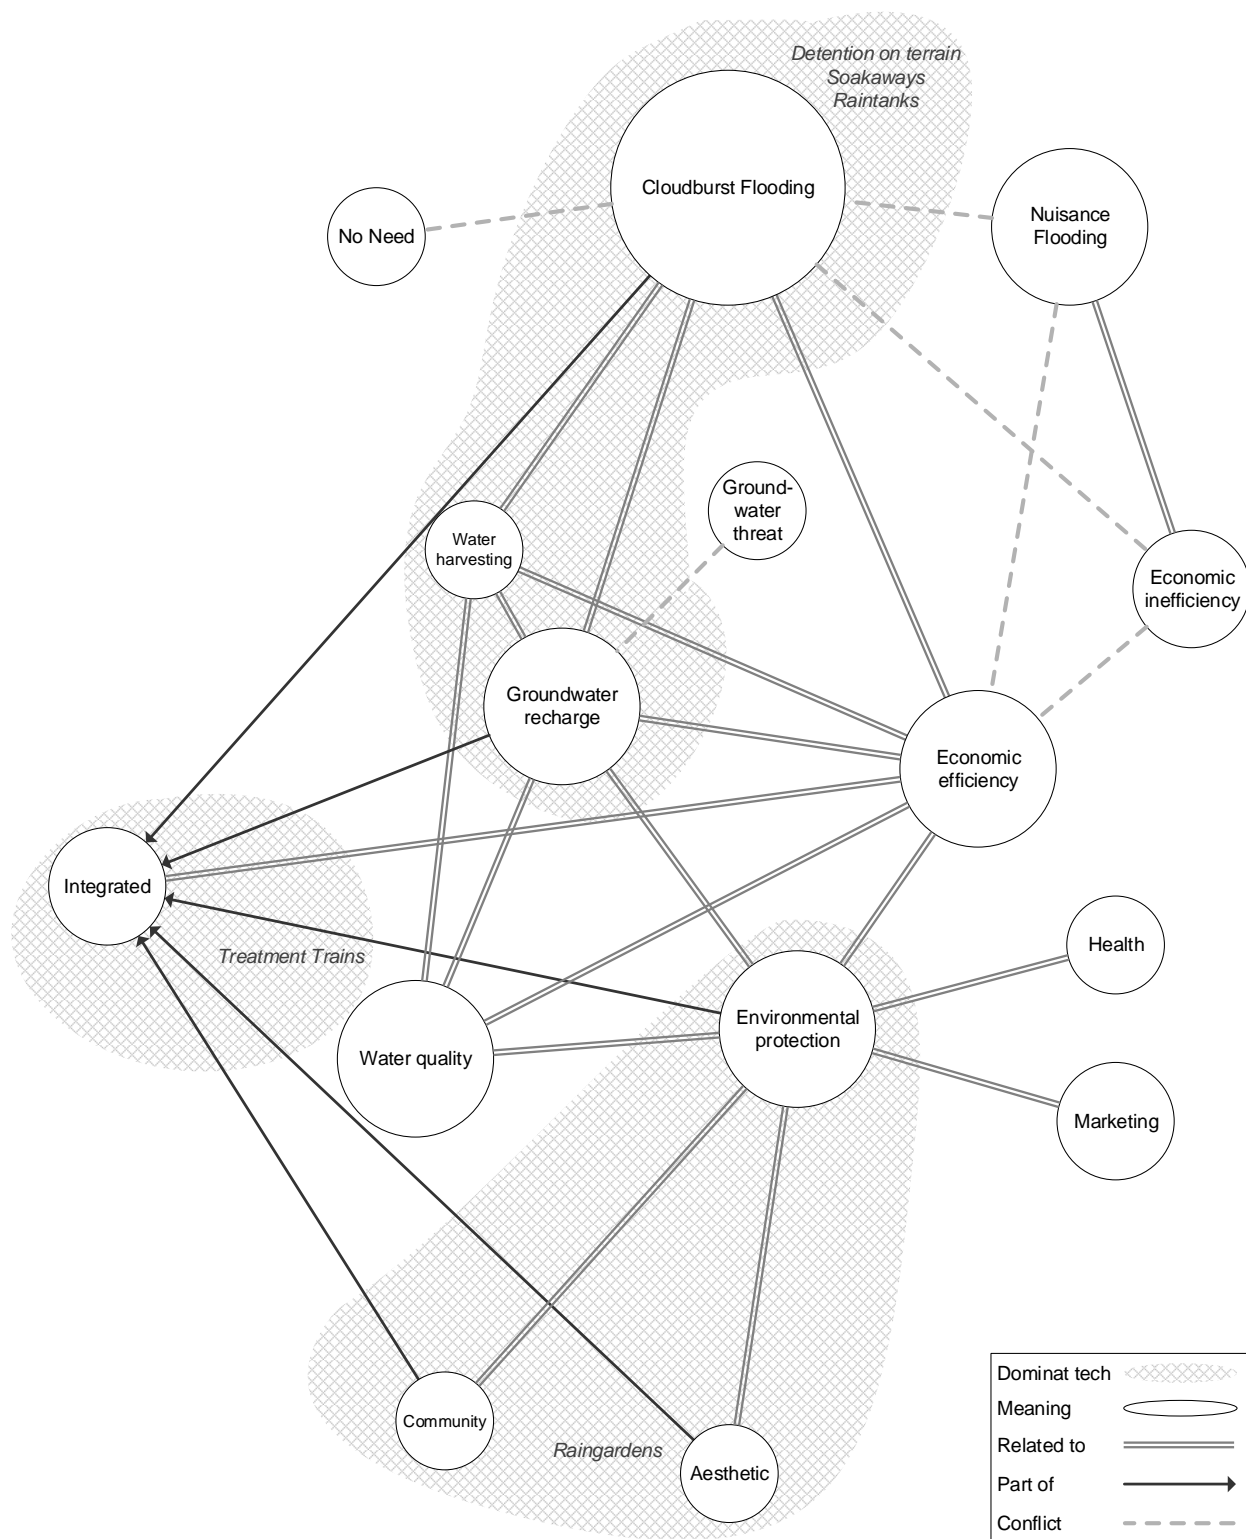 Detention on terrain
Soakaways
Raintanks
Cloudburst Flooding
No Need
Nuisance
Flooding
Ground-
water
threat
Water
harvesting
Economic
inefficiency
Groundwater
recharge
Economic
efficiency
Integrated
Treatment Trains
Health
Environmental
protection
Water quality
Marketing
Community
Raingardens
Aesthetic
Dominat tech
Meaning
Related to
Part of
Conflict